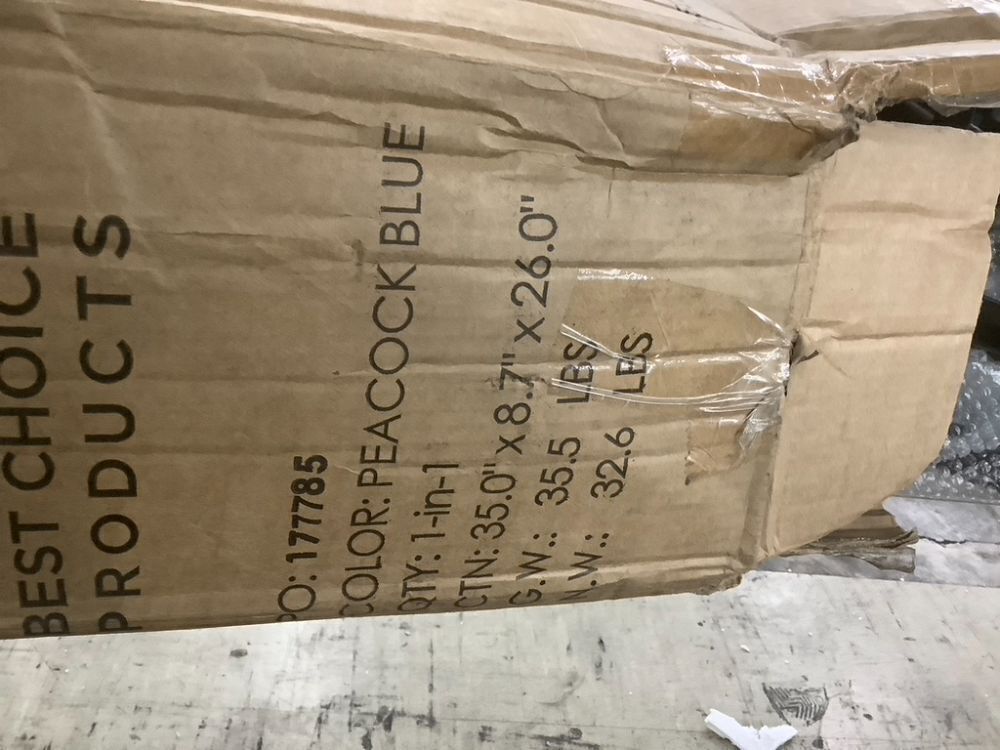 BEST CHOICE
PRODUCTS
PO: 177785
COLOR: PEACOCK BLUE
QTY: 1-in-1
CTN: 35.0" x 8.7" x 26.0"
G.W.: 35.5 LBS
N.W.: 32.6 LBS